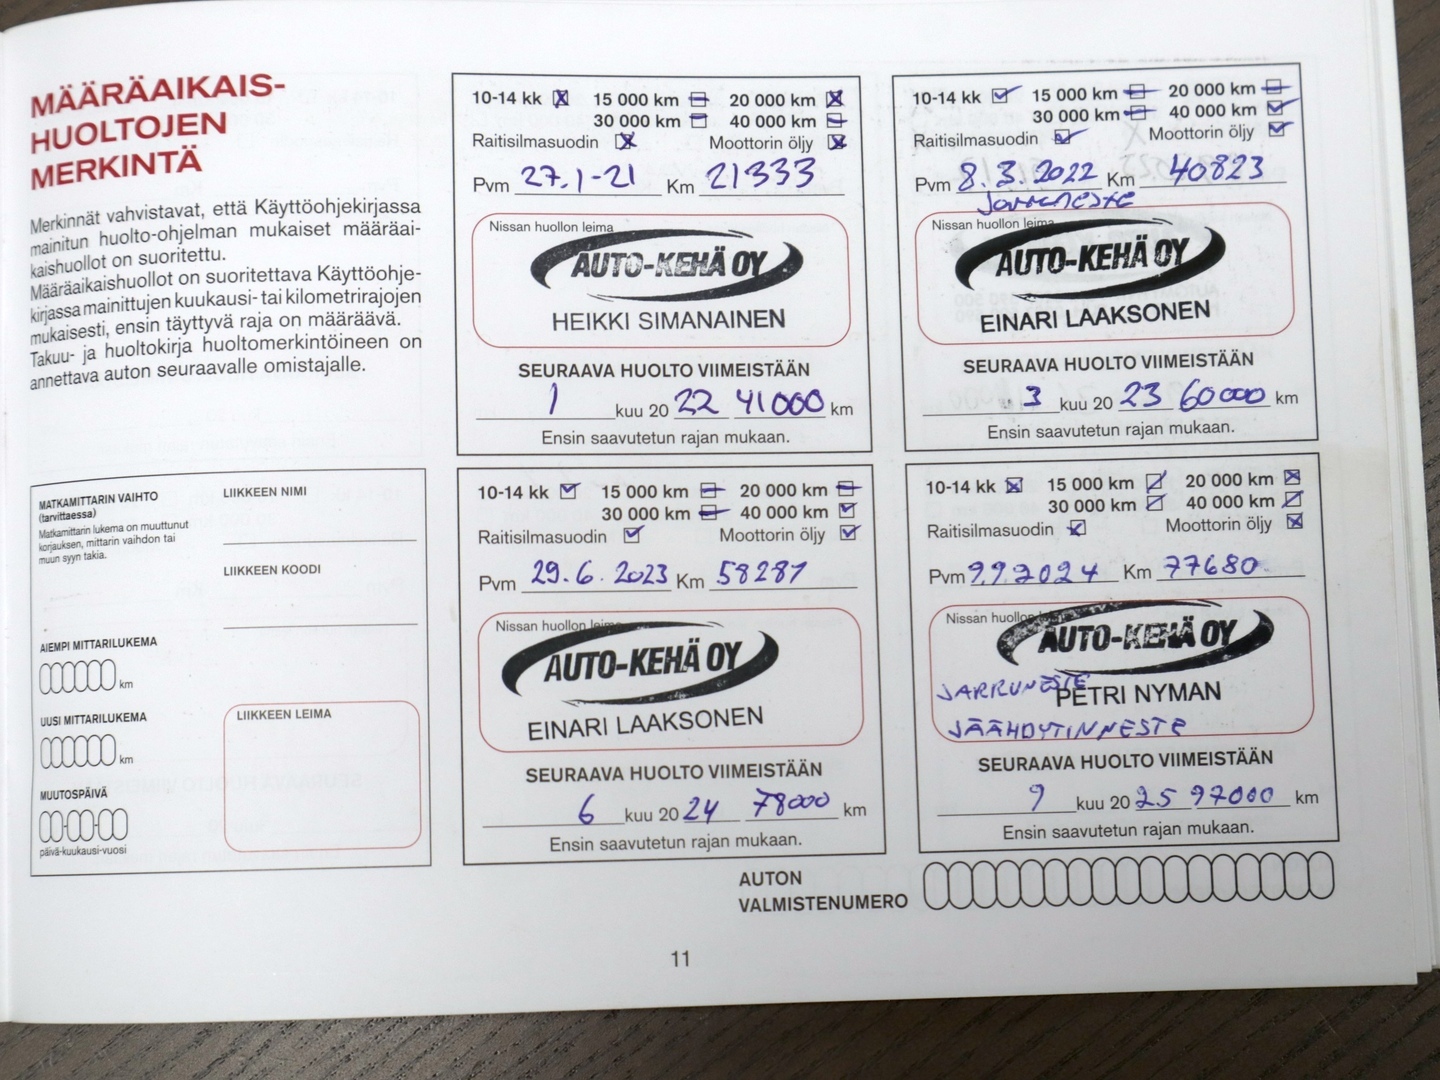 MÄÄRÄAIKAIS-
HUOLTOJEN
MERKINTÄ
Merkinnät vahvistavat, että Käyttöohjekirjassa
mainitun huolto-ohjelman mukaiset määräai-
kaishuollot on suoritettu.
Määräaikaishuollot on suoritettava Käyttöohje-
kirjassa mainittujen kuukausi- tai kilometrirajojen
mukaisesti, ensin täyttyvä raja on määräävä.
Takuu- ja huoltokirja huoltomerkintöineen on
annettava auton seuraavalle omistajalle.
MATKAMITTARIN VAIHTO
(tarvittaessa)
Matkamittarin lukema on muuttunut
korjauksen, mittarin vaihdon tai
muun syyn takia.
AIEMPI MITTARILUKEMA
km
UUSI MITTARILUKEMA
km
MUUTOSPÄIVÄ
päivä-kuukausi-vuosi
LIIKKEEN NIMI
LIIKKEEN KOODI
LIIKKEEN LEIMA
10-14 kk 15 000 km 20 000 km
30 000 km 40 000 km
Raitisilmasuodin Moottorin öljy
Pvm 27.1-21 Km 21333
Nissan huollon leima
AUTO-KEHÄ OY
HEIKKI SIMANAINEN
SEURAAVA HUOLTO VIIMEISTÄÄN
1 kuu 20 22 41000 km
Ensin saavutetun rajan mukaan.
10-14 kk 15 000 km 20 000 km
30 000 km 40 000 km
Raitisilmasuodin Moottorin öljy
Pvm 8.3.2022 Km 40823
Jarruneste
Nissan huollon leima
AUTO-KEHÄ OY
EINARI LAAKSONEN
SEURAAVA HUOLTO VIIMEISTÄÄN
3 kuu 20 23 60000 km
Ensin saavutetun rajan mukaan.
10-14 kk 15 000 km 20 000 km
30 000 km 40 000 km
Raitisilmasuodin Moottorin öljy
Pvm 29.6.2023 Km 58287
Nissan huollon leima
AUTO-KEHÄ OY
EINARI LAAKSONEN
SEURAAVA HUOLTO VIIMEISTÄÄN
6 kuu 20 24 78000 km
Ensin saavutetun rajan mukaan.
10-14 kk 15 000 km 20 000 km
30 000 km 40 000 km
Raitisilmasuodin Moottorin öljy
Pvm 9.9.2024 Km 77680
Nissan huollon leima
AUTO-KEHÄ OY
JARRUNESTE
PETRI NYMAN
JÄÄHDYTINNESTE
SEURAAVA HUOLTO VIIMEISTÄÄN
9 kuu 20 25 97000 km
Ensin saavutetun rajan mukaan.
AUTON
VALMISTENUMERO
11